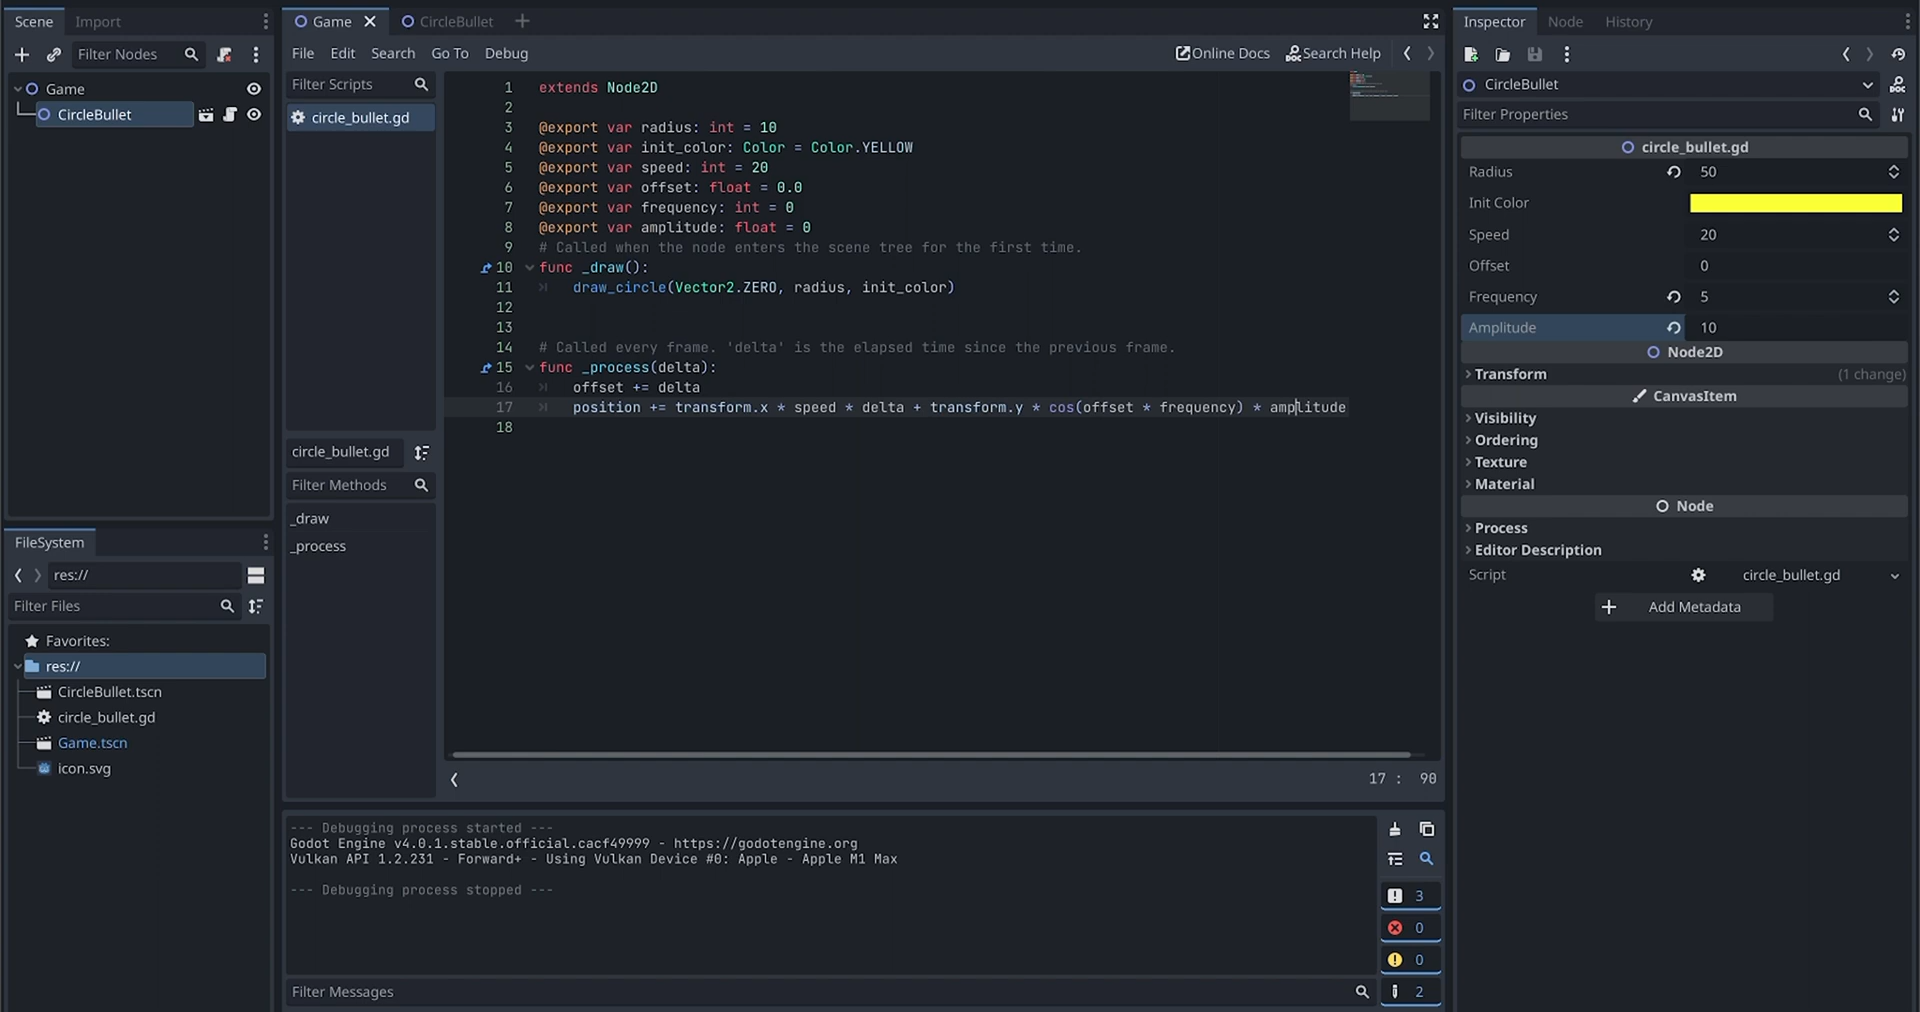 Scene
Import
Filter Nodes
Game
CircleBullet
FileSystem
res://
Filter Files
Favorites:
res://
CircleBullet.tscn
circle_bullet.gd
Game.tscn
icon.svg
Game
CircleBullet
File Edit Search Go To Debug
Online Docs
Search Help
Filter Scripts
circle_bullet.gd
circle_bullet.gd
Filter Methods
_draw
_process
1 extends Node2D
2
3 @export var radius: int = 10
4 @export var init_color: Color = Color.YELLOW
5 @export var speed: int = 20
6 @export var offset: float = 0.0
7 @export var frequency: int = 0
8 @export var amplitude: float = 0
9 # Called when the node enters the scene tree for the first time.
10 func _draw():
11 draw_circle(Vector2.ZERO, radius, init_color)
12
13
14 # Called every frame. 'delta' is the elapsed time since the previous frame.
15 func _process(delta):
16 offset += delta
17 position += transform.x * speed * delta + transform.y * cos(offset * frequency) * amplitude
18
17 : 90
--- Debugging process started ---
Godot Engine v4.0.1.stable.official.cacf49999 - https://godotengine.org
Vulkan API 1.2.231 - Forward+ - Using Vulkan Device #0: Apple - Apple M1 Max
--- Debugging process stopped ---
3
0
0
2
Filter Messages
Inspector
Node
History
CircleBullet
DOC
Filter Properties
circle_bullet.gd
Radius 50
Init Color
Speed 20
Offset 0
Frequency 5
Amplitude 10
Node2D
Transform (1 change)
CanvasItem
Visibility
Ordering
Texture
Material
Node
Process
Editor Description
Script circle_bullet.gd
Add Metadata